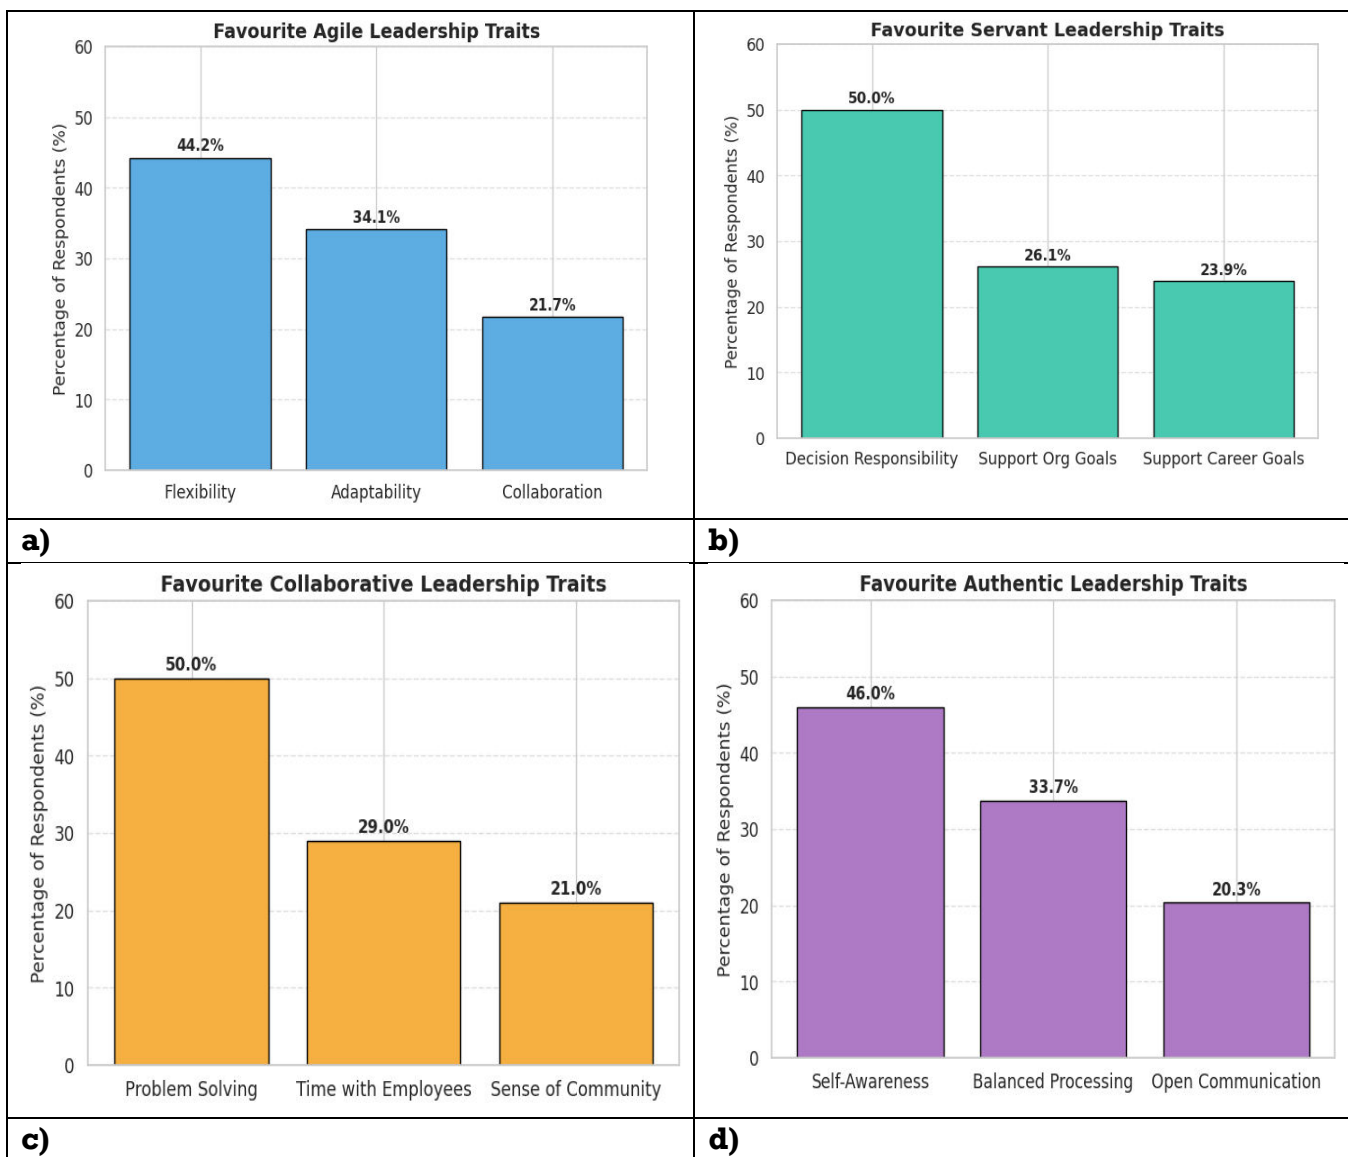 Favourite Agile Leadership Traits
Percentage of Respondents (%)
60
50
40
30
20
10
0
44.2%
34.1%
21.7%
Flexibility
Adaptability
Collaboration
a)
Favourite Servant Leadership Traits
Percentage of Respondents (%)
60
50
40
30
20
10
0
50.0%
26.1%
23.9%
Decision Responsibility
Support Org Goals
Support Career Goals
b)
Favourite Collaborative Leadership Traits
Percentage of Respondents (%)
60
50
40
30
20
10
0
50.0%
29.0%
21.0%
Problem Solving
Time with Employees
Sense of Community
c)
Favourite Authentic Leadership Traits
Percentage of Respondents (%)
60
50
40
30
20
10
0
46.0%
33.7%
20.3%
Self-Awareness
Balanced Processing
Open Communication
d)